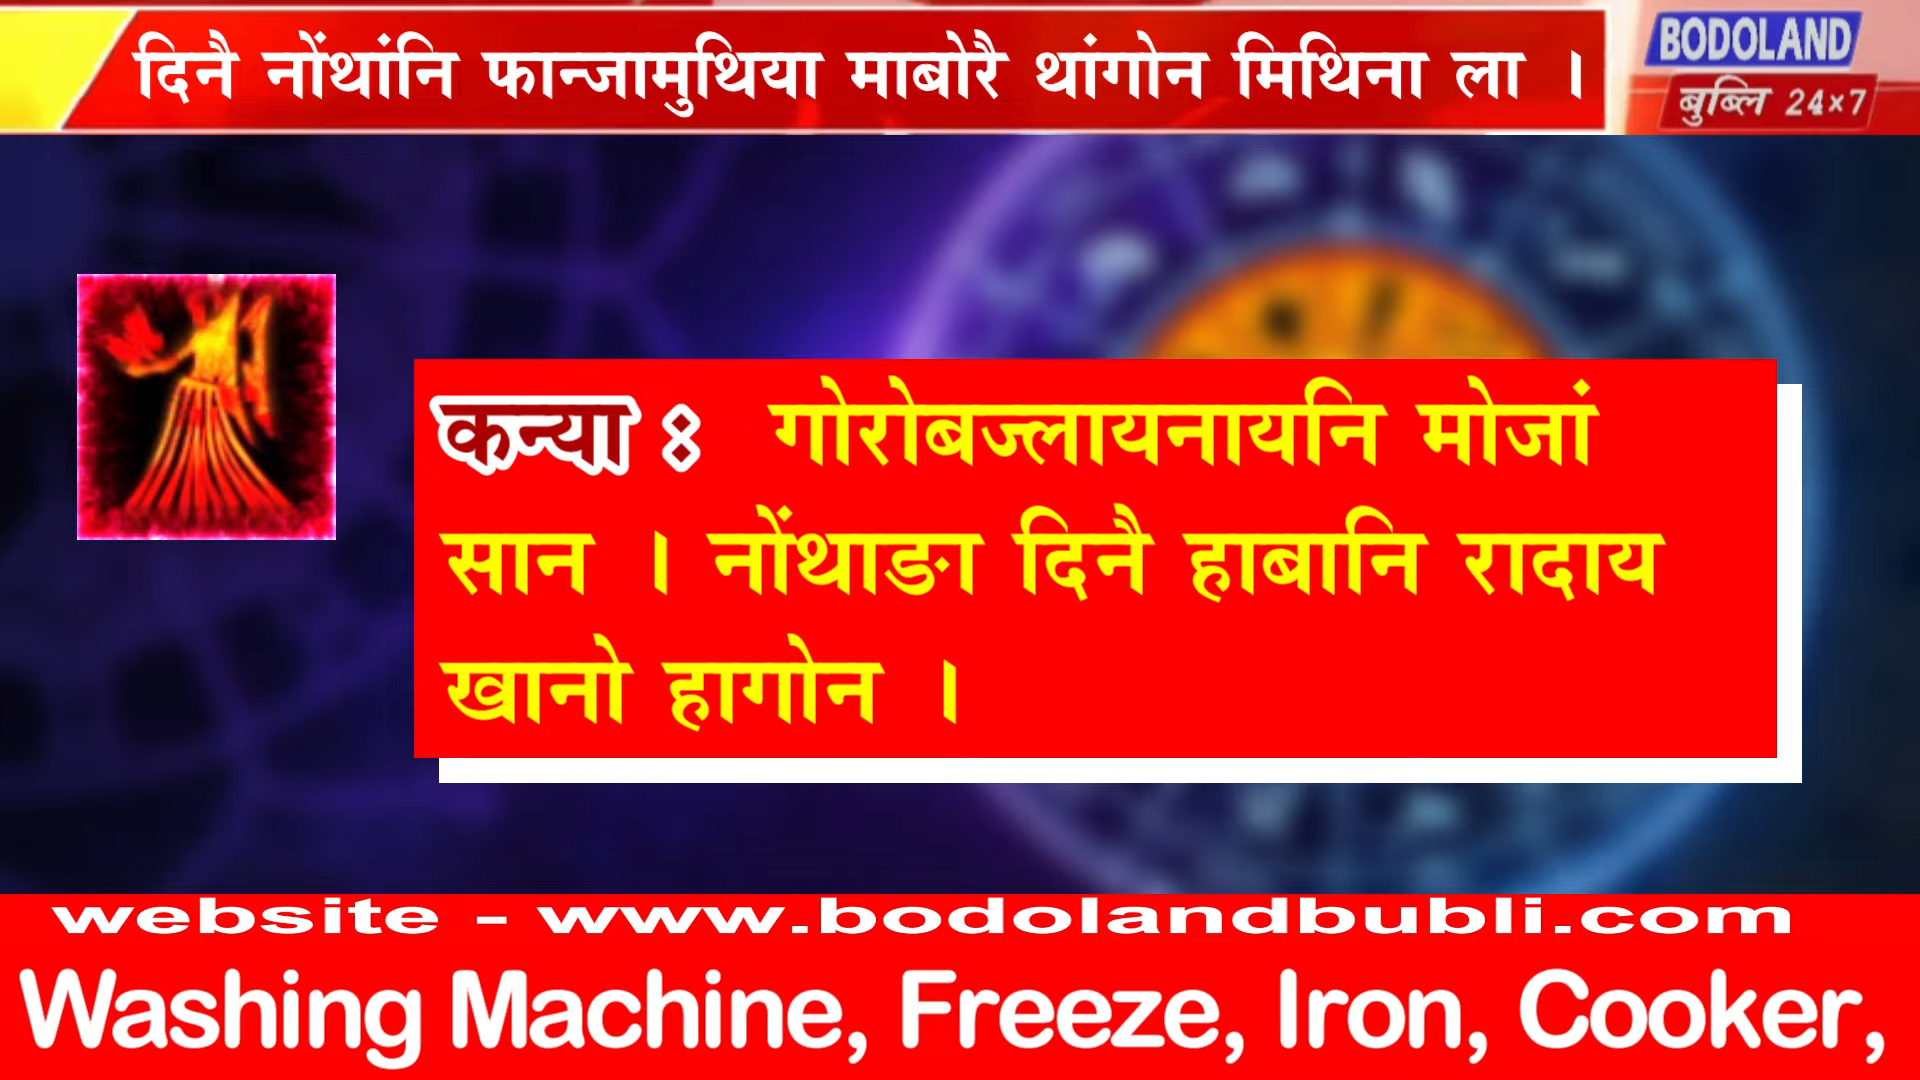 दिनै नोंथांनि फान्जामुथिया माबोरै थांगोन मिथिना ला ।
BODOLAND
बुब्लि 24×7
कन्या : गोरोबज्लायनायनि मोजां
सान । नोंथाङा दिनै हाबानि रादाय
खानो हागोन ।
website - www.bodolandbubli.com
Washing Machine, Freeze, Iron, Cooker,